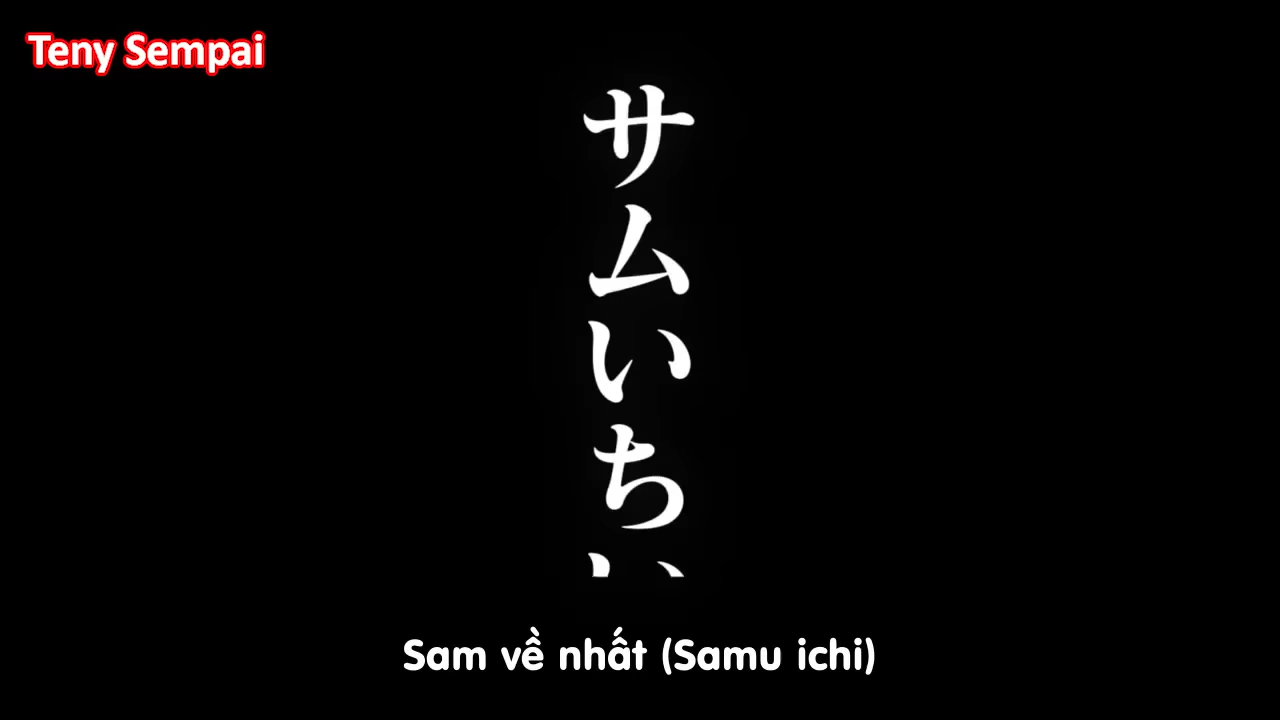 Teny Sempai
サムいち
Sam về nhất (Samu ichi)